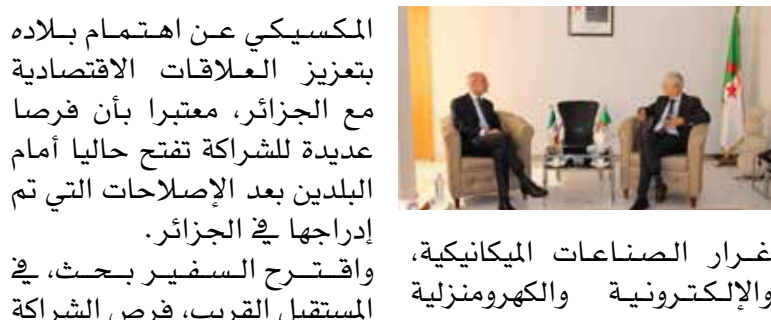 غرار الصناعات الميكانيكية،
والإلكترونية والكهرومنزلية
المكسيكي عن اهتمام بلاده
بتعزيز العلاقات الاقتصادية
مع الجزائر، معتبرا بأن فرصا
عديدة للشراكة تفتح حاليا أمام
البلدين بعد الإصلاحات التي تم
إدراجها في الجزائر.
واقترح السفير بحث، في
المستقبل القريب، فرص الشراكة